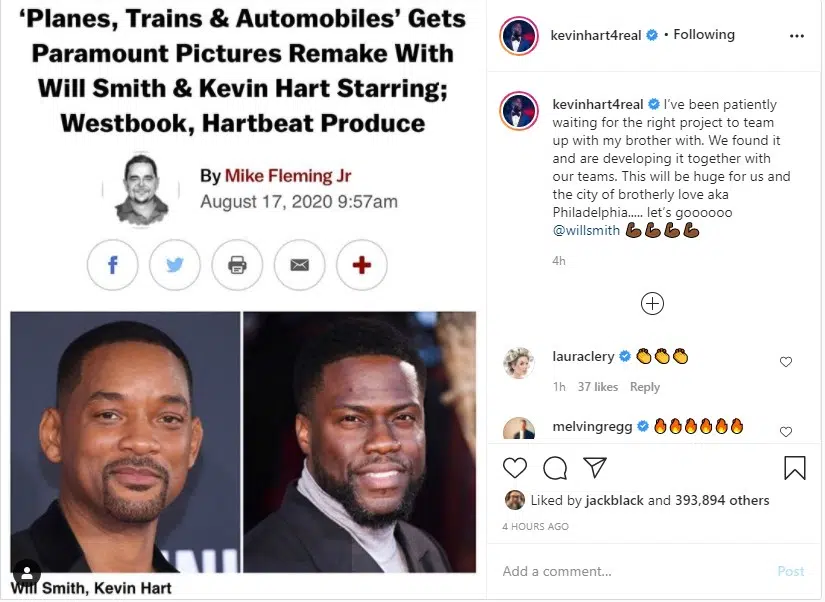 ‘Planes, Trains & Automobiles’ Gets
Paramount Pictures Remake With
Will Smith & Kevin Hart Starring;
Westbook, Hartbeat Produce
By Mike Fleming Jr
August 17, 2020 9:57am
Will Smith, Kevin Hart
kevinhart4real • Following
kevinhart4real I’ve been patiently
waiting for the right project to team
up with my brother with. We found it
and are developing it together with
our teams. This will be huge for us and
the city of brotherly love aka
Philadelphia..... let’s goooooo
@willsmith 💪🏾💪🏾💪🏾💪🏾
4h
lauraclery 👏👏👏
1h 37 likes Reply
melvingregg 🔥🔥🔥🔥🔥🔥
Liked by jackblack and 393,894 others
4 HOURS AGO
Add a comment... Post